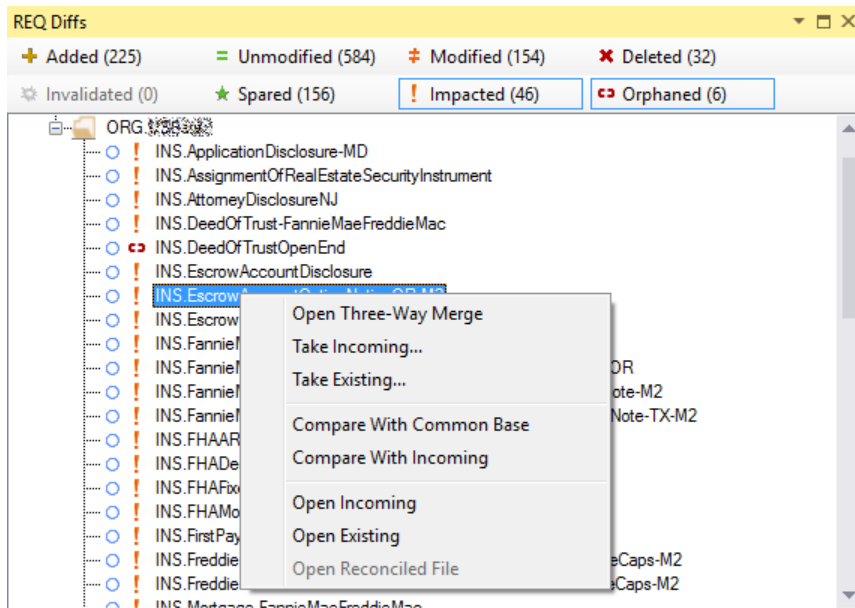 REQ Diffs
Added (225)
Unmodified (584)
Modified (154)
Deleted (32)
Invalidated (0)
Spared (156)
Impacted (46)
Orphaned (6)
ORG.
INS.ApplicationDisclosure-MD
INS.AssignmentOfRealEstateSecurityInstrument
INS.AttorneyDisclosureNJ
INS.DeedOfTrust-FannieMaeFreddieMac
INS.DeedOfTrustOpenEnd
INS.EscrowAccountDisclosure
INS.Escrow
Open Three-Way Merge
INS.Escrow
Take Incoming...
INS.Fannie
INS.Fannie
OR
Take Existing...
INS.Fannie
ote-M2
INS.Fannie
Note-TX-M2
Compare With Common Base
INS.FHAAR
Compare With Incoming
INS.FHADe
INS.FHAFix
Open Incoming
INS.FHAMo
INS.FirstPay
Open Existing
INS.Freddie
eCaps-M2
Open Reconciled File
INS.Freddie
eCaps-M2
INS.Mortgage-FannieMaeFreddieMac